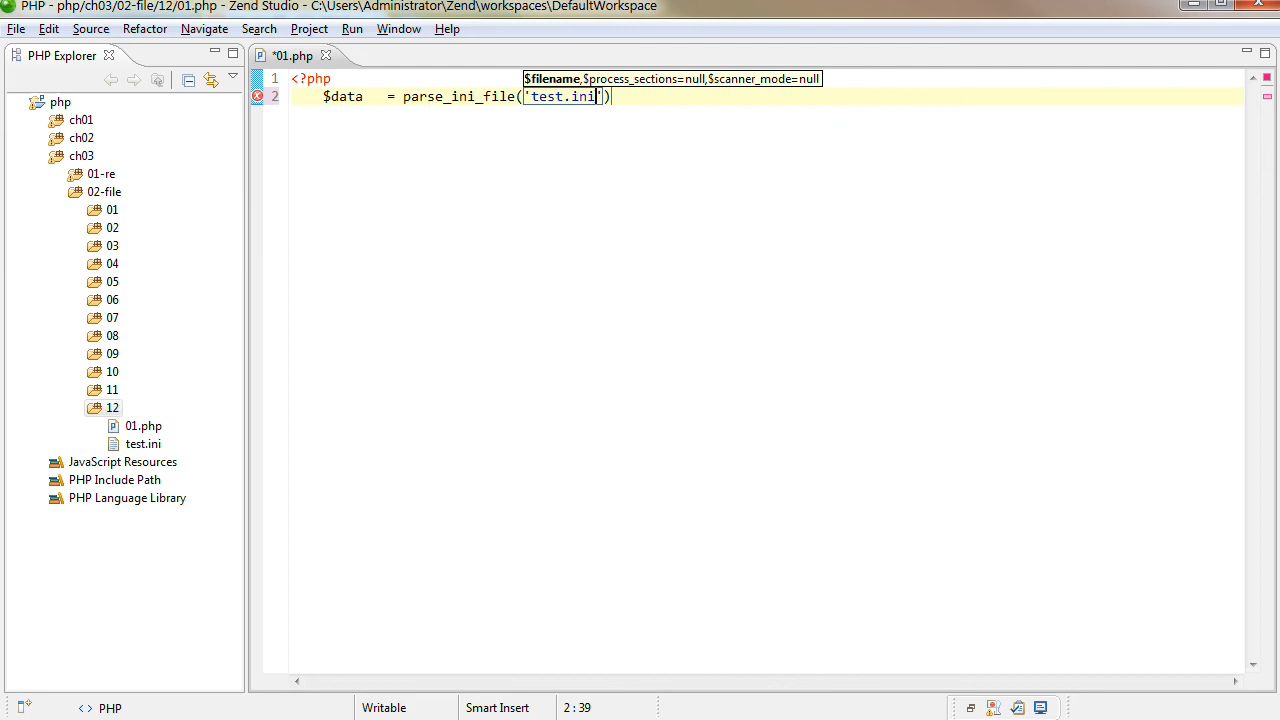 PHP - php/ch03/02-file/12/01.php - Zend Studio - C:\Users\Administrator\Zend\workspaces\DefaultWorkspace
File Edit Source Refactor Navigate Search Project Run Window Help
PHP Explorer
*01.php
php
ch01
ch02
ch03
01-re
02-file
01
02
03
04
05
06
07
08
09
10
11
12
01.php
test.ini
JavaScript Resources
PHP Include Path
PHP Language Library
1 <?php
$filename,$process_sections=null,$scanner_mode=null
2 $data = parse_ini_file('test.ini')
PHP
Writable
Smart Insert
2 : 39